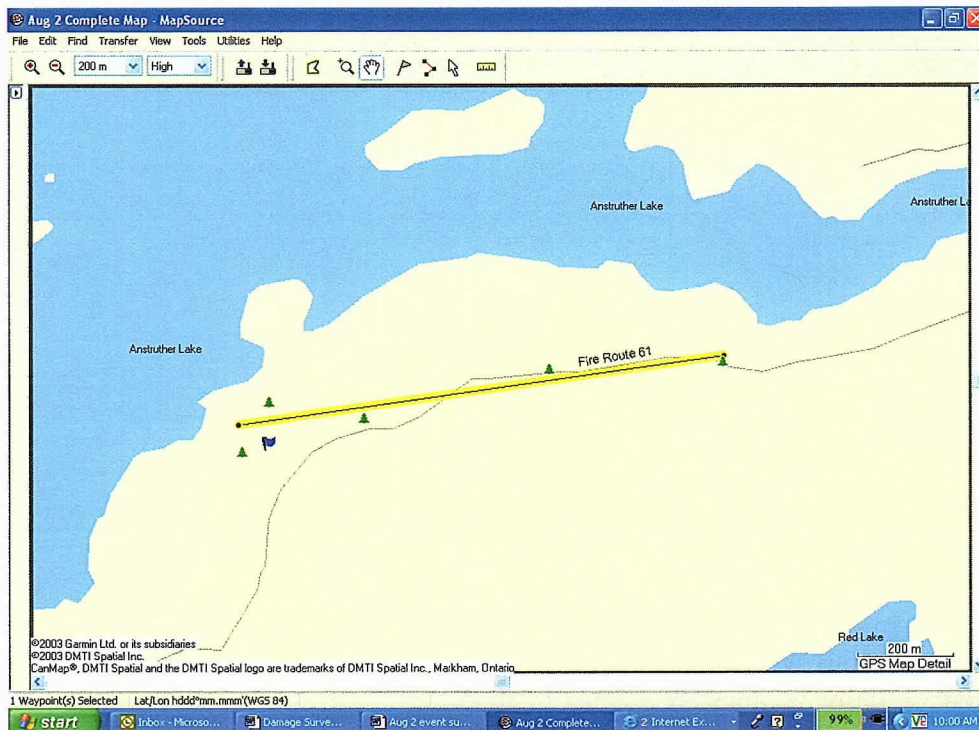 Aug 2 Complete Map - MapSource
File Edit Find Transfer View Tools Utilities Help
200 m High
Anstruther Lake
Anstruther La
Anstruther Lake
Fire Route 61
Red Lake
200 m
GPS Map Detail
©2003 Garmin Ltd. or its subsidiaries
©2003 DMTI Spatial Inc.
CanMap®, DMTI Spatial and the DMTI Spatial logo are trademarks of DMTI Spatial Inc., Markham, Ontario
1 Waypoint(s) Selected Lat/Lon hddd°mm.mmm'(WGS 84)
start Inbox - Microso... Damage Surve... Aug 2 event su... Aug 2 Complete... 2 Internet Ex... 99% 10:00 AM